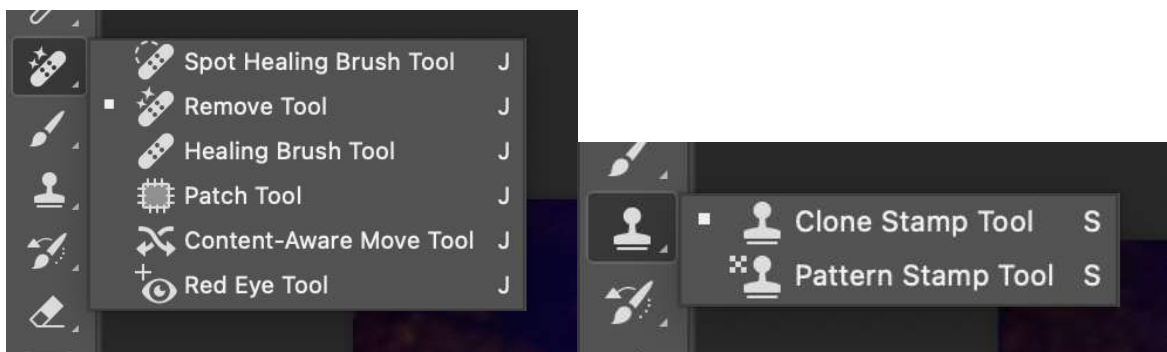 Spot Healing Brush Tool J
Remove Tool J
Healing Brush Tool J
Patch Tool J
Content-Aware Move Tool J
Red Eye Tool J
Clone Stamp Tool S
Pattern Stamp Tool S